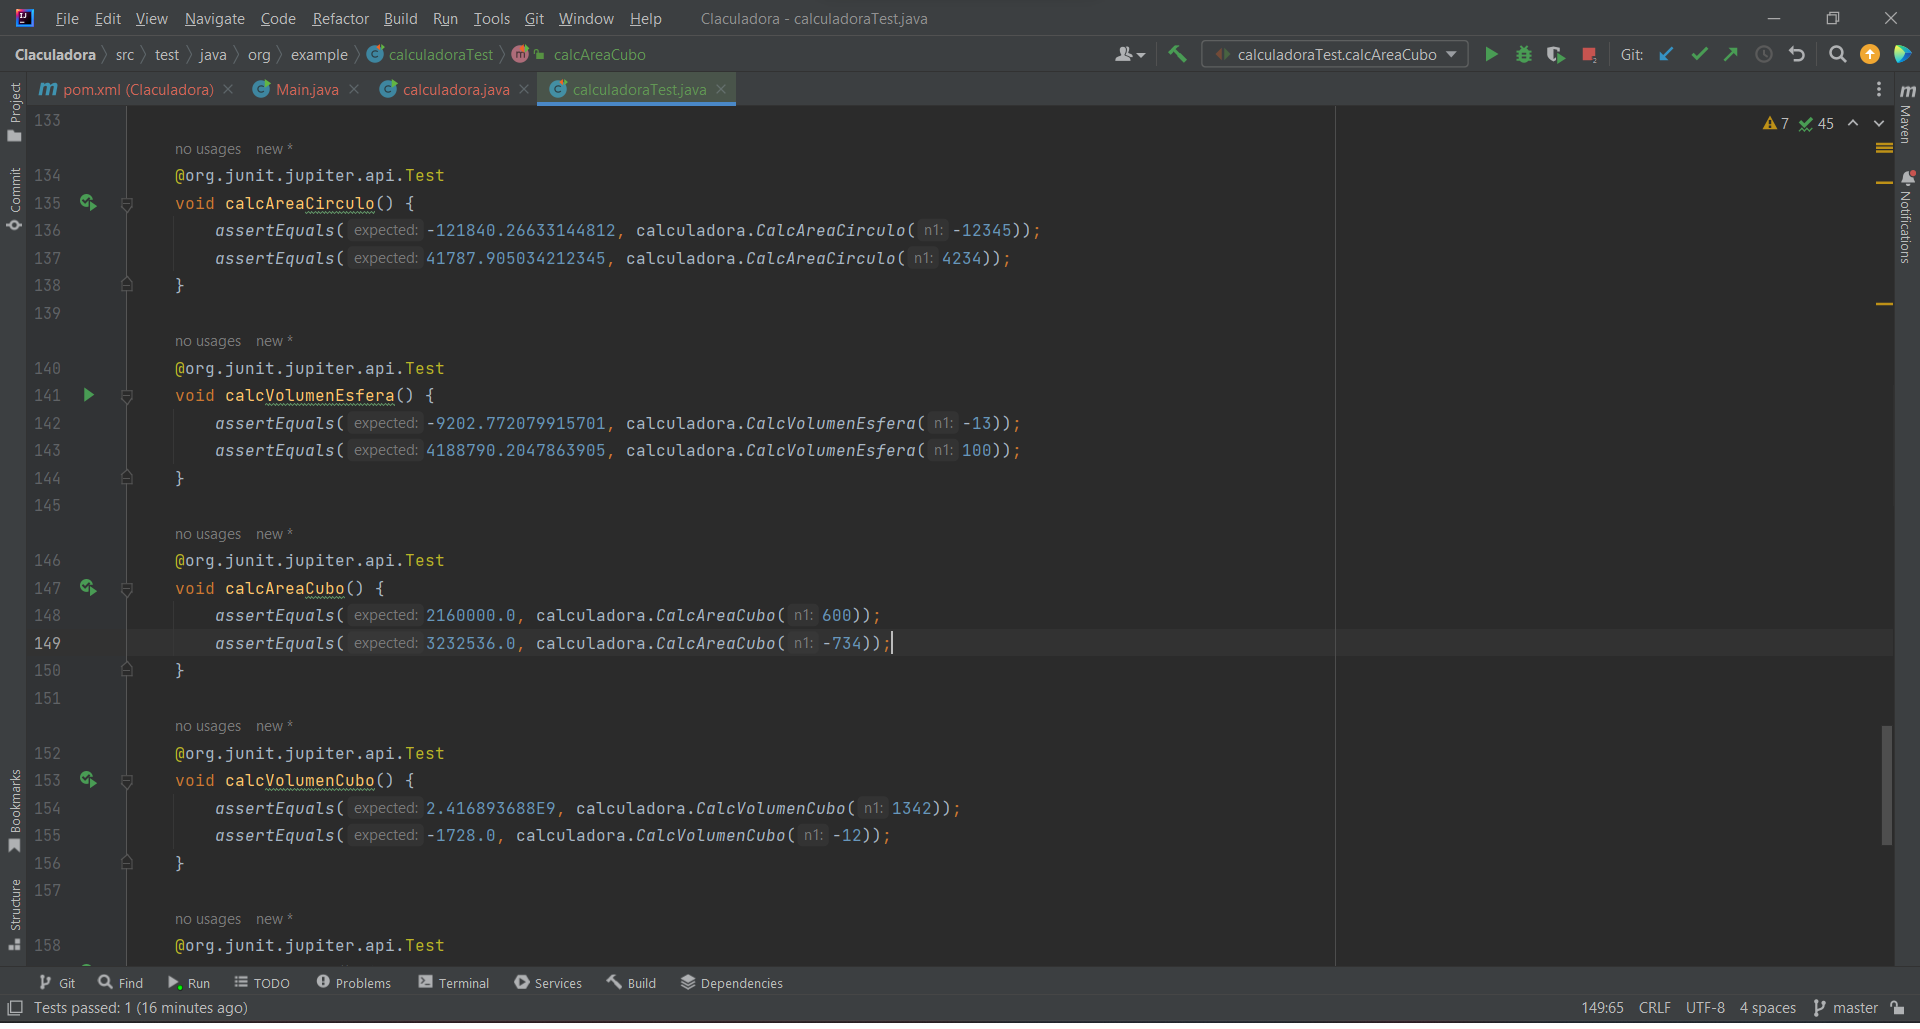 File Edit View Navigate Code Refactor Build Run Tools Git Window Help Claculadora - calculadoraTest.java
Claculadora src test java org example calculadoraTest calcAreaCubo calculadoraTest.calcAreaCubo Git:
pom.xml (Claculadora) Main.java calculadora.java calculadoraTest.java
Project
Commit
Bookmarks
Structure
Maven
Notifications
7 45
133
no usages new *
134 @org.junit.jupiter.api.Test
135 void calcAreaCirculo() {
136 assertEquals( expected: -121840.26633144812, calculadora.CalcAreaCirculo( n1: -12345));
137 assertEquals( expected: 41787.905034212345, calculadora.CalcAreaCirculo( n1: 4234));
138 }
139
no usages new *
140 @org.junit.jupiter.api.Test
141 void calcVolumenEsfera() {
142 assertEquals( expected: -9202.772079915701, calculadora.CalcVolumenEsfera( n1: -13));
143 assertEquals( expected: 4188790.2047863905, calculadora.CalcVolumenEsfera( n1: 100));
144 }
145
no usages new *
146 @org.junit.jupiter.api.Test
147 void calcAreaCubo() {
148 assertEquals( expected: 2160000.0, calculadora.CalcAreaCubo( n1: 600));
149 assertEquals( expected: 3232536.0, calculadora.CalcAreaCubo( n1: -734));
150 }
151
no usages new *
152 @org.junit.jupiter.api.Test
153 void calcVolumenCubo() {
154 assertEquals( expected: 2.416893688E9, calculadora.CalcVolumenCubo( n1: 1342));
155 assertEquals( expected: -1728.0, calculadora.CalcVolumenCubo( n1: -12));
156 }
157
no usages new *
158 @org.junit.jupiter.api.Test
Git Find Run TODO Problems Terminal Services Build Dependencies
Tests passed: 1 (16 minutes ago) 149:65 CRLF UTF-8 4 spaces master